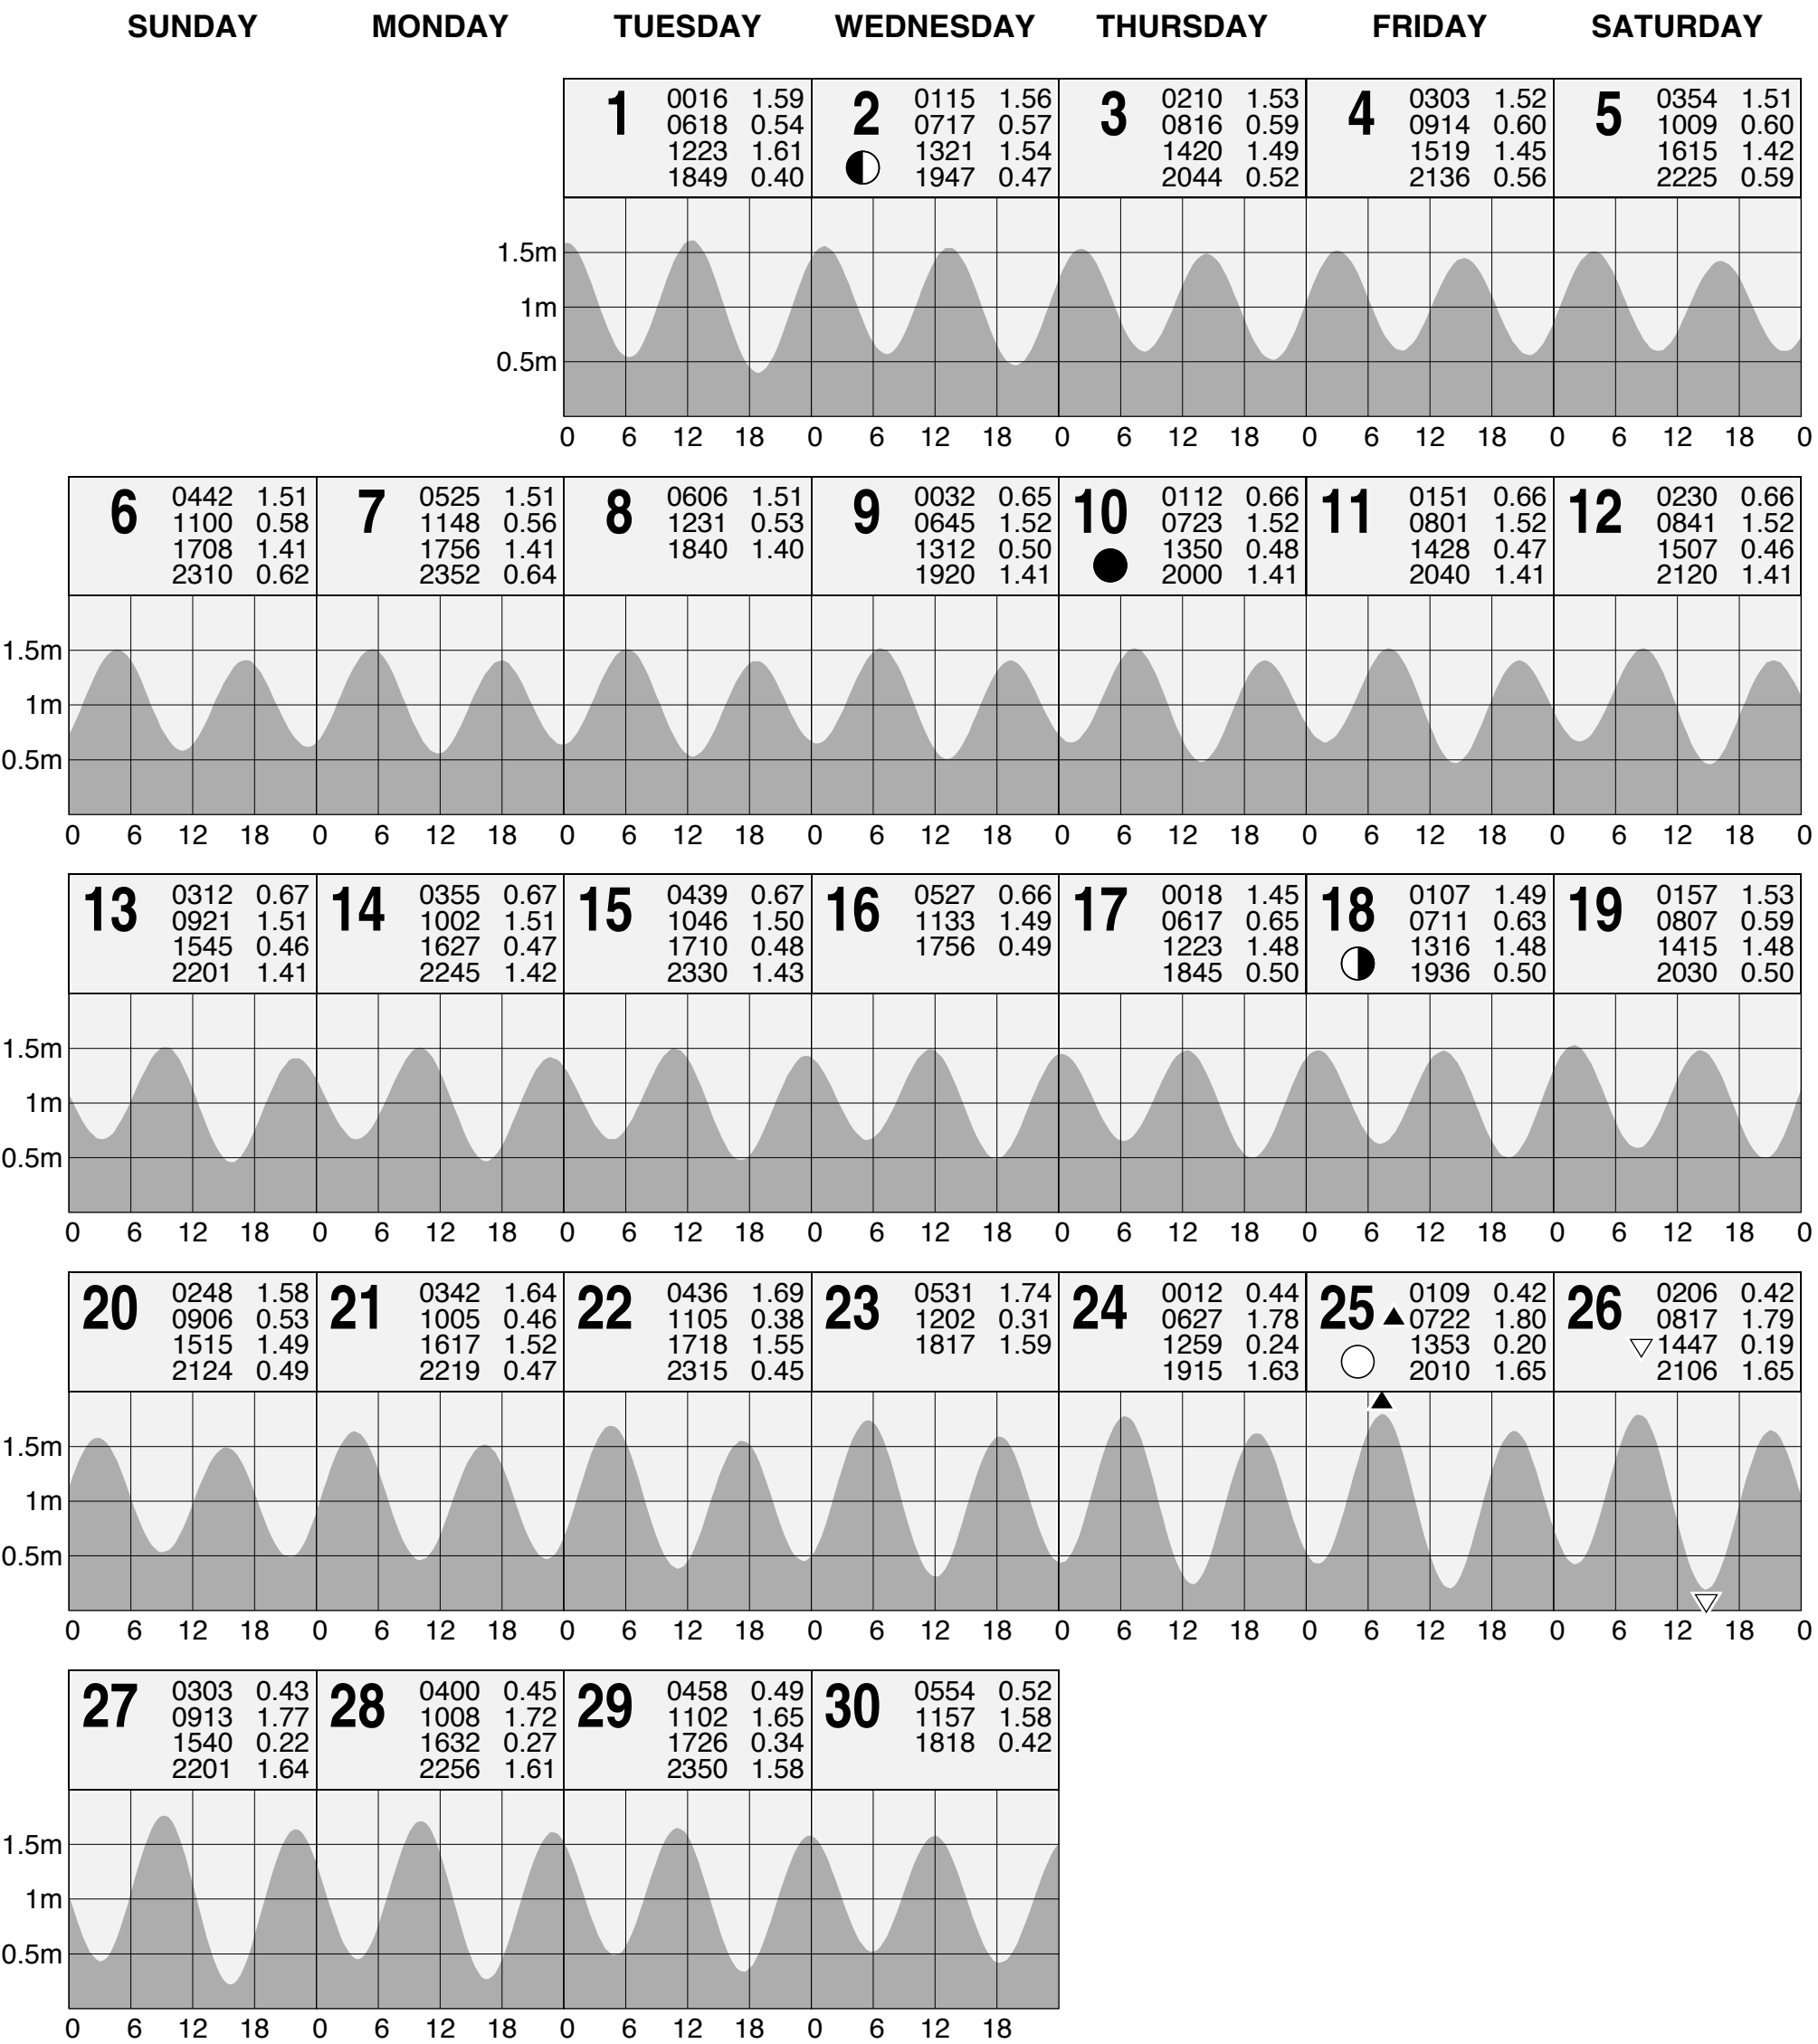 SUNDAY MONDAY TUESDAY WEDNESDAY THURSDAY FRIDAY SATURDAY
1 0016 1.59
0618 0.54
1223 1.61
1849 0.40
2 0115 1.56
0717 0.57
1321 1.54
1947 0.47
3 0210 1.53
0816 0.59
1420 1.49
2044 0.52
4 0303 1.52
0914 0.60
1519 1.45
2136 0.56
5 0354 1.51
1009 0.60
1615 1.42
2225 0.59
1.5m
1m
0.5m
0 6 12 18 0 6 12 18 0 6 12 18 0 6 12 18 0 6 12 18 0
6 0442 1.51
1100 0.58
1708 1.41
2310 0.62
7 0525 1.51
1148 0.56
1756 1.41
2352 0.64
8 0606 1.51
1231 0.53
1840 1.40
9 0032 0.65
0645 1.52
1312 0.50
1920 1.41
10 0112 0.66
0723 1.52
1350 0.48
2000 1.41
11 0151 0.66
0801 1.52
1428 0.47
2040 1.41
12 0230 0.66
0841 1.52
1507 0.46
2120 1.41
1.5m
1m
0.5m
0 6 12 18 0 6 12 18 0 6 12 18 0 6 12 18 0 6 12 18 0 6 12 18 0 6 12 18 0
13 0312 0.67
0921 1.51
1545 0.46
2201 1.41
14 0355 0.67
1002 1.51
1627 0.47
2245 1.42
15 0439 0.67
1046 1.50
1710 0.48
2330 1.43
16 0527 0.66
1133 1.49
1756 0.49
17 0018 1.45
0617 0.65
1223 1.48
1845 0.50
18 0107 1.49
0711 0.63
1316 1.48
1936 0.50
19 0157 1.53
0807 0.59
1415 1.48
2030 0.50
1.5m
1m
0.5m
0 6 12 18 0 6 12 18 0 6 12 18 0 6 12 18 0 6 12 18 0 6 12 18 0 6 12 18 0
20 0248 1.58
0906 0.53
1515 1.49
2124 0.49
21 0342 1.64
1005 0.46
1617 1.52
2219 0.47
22 0436 1.69
1105 0.38
1718 1.55
2315 0.45
23 0531 1.74
1202 0.31
1817 1.59
24 0012 0.44
0627 1.78
1259 0.24
1915 1.63
25 0109 0.42
0722 1.80
1353 0.20
2010 1.65
26 0206 0.42
0817 1.79
1447 0.19
2106 1.65
1.5m
1m
0.5m
0 6 12 18 0 6 12 18 0 6 12 18 0 6 12 18 0 6 12 18 0 6 12 18 0 6 12 18 0
27 0303 0.43
0913 1.77
1540 0.22
2201 1.64
28 0400 0.45
1008 1.72
1632 0.27
2256 1.61
29 0458 0.49
1102 1.65
1726 0.34
2350 1.58
30 0554 0.52
1157 1.58
1818 0.42
1.5m
1m
0.5m
0 6 12 18 0 6 12 18 0 6 12 18 0 6 12 18